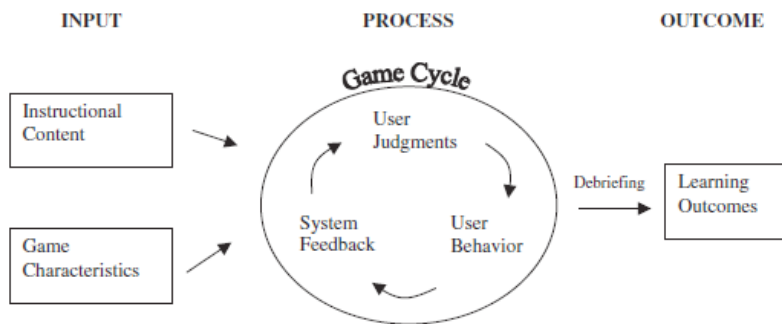 INPUT
PROCESS
OUTCOME
Game Cycle
Instructional
Content
User
Judgments
Debriefing
Learning
Outcomes
System
Feedback
User
Behavior
Game
Characteristics